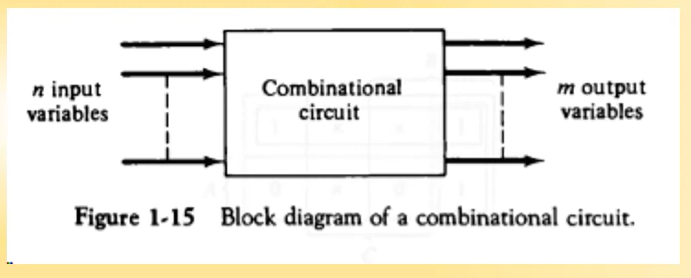 n input
variables
Combinational
circuit
m output
variables
Figure 1-15 Block diagram of a combinational circuit.